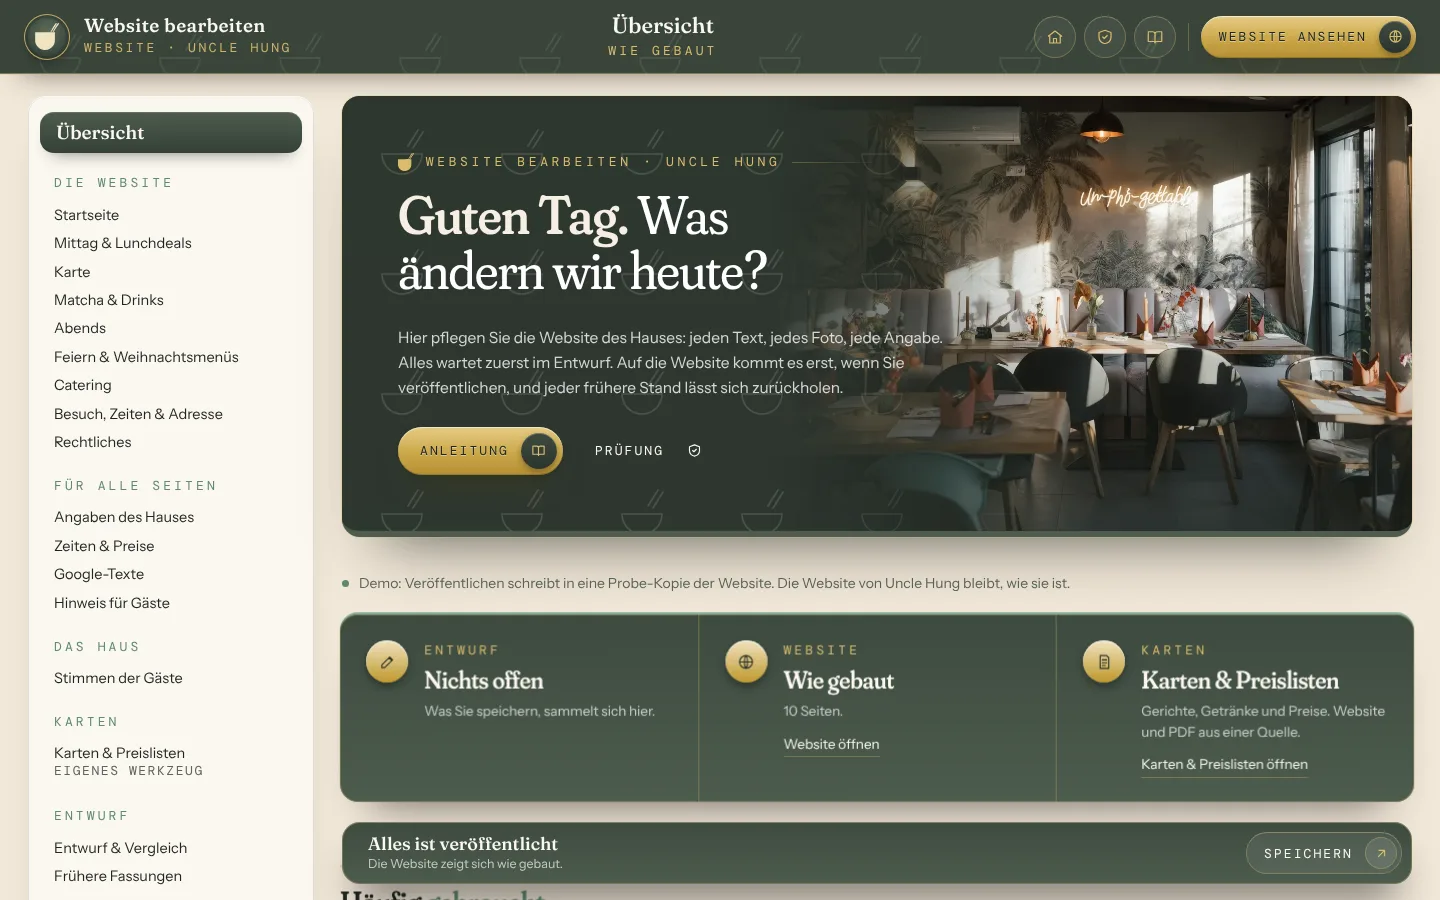 Website bearbeiten
WEBSITE · UNCLE HUNG
Übersicht
WIE GEBAUT
WEBSITE ANSEHEN
Übersicht
DIE WEBSITE
Startseite
Mittag & Lunchdeals
Karte
Matcha & Drinks
Abends
Feiern & Weihnachtsmenüs
Catering
Besuch, Zeiten & Adresse
Rechtliches
FÜR ALLE SEITEN
Angaben des Hauses
Zeiten & Preise
Google-Texte
Hinweis für Gäste
DAS HAUS
Stimmen der Gäste
KARTEN
Karten & Preislisten
EIGENES WERKZEUG
ENTWURF
Entwurf & Vergleich
Frühere Fassungen
WEBSITE BEARBEITEN · UNCLE HUNG
Guten Tag. Was
ändern wir heute?
Hier pflegen Sie die Website des Hauses: jeden Text, jedes Foto, jede Angabe.
Alles wartet zuerst im Entwurf. Auf die Website kommt es erst, wenn Sie
veröffentlichen, und jeder frühere Stand lässt sich zurückholen.
ANLEITUNG
PRÜFUNG
Un-phở-gettable
Demo: Veröffentlichen schreibt in eine Probe-Kopie der Website. Die Website von Uncle Hung bleibt, wie sie ist.
ENTWURF
Nichts offen
Was Sie speichern, sammelt sich hier.
WEBSITE
Wie gebaut
10 Seiten.
Website öffnen
KARTEN
Karten & Preislisten
Gerichte, Getränke und Preise. Website
und PDF aus einer Quelle.
Karten & Preislisten öffnen
Alles ist veröffentlicht
Die Website zeigt sich wie gebaut.
SPEICHERN
Häufig gebraucht